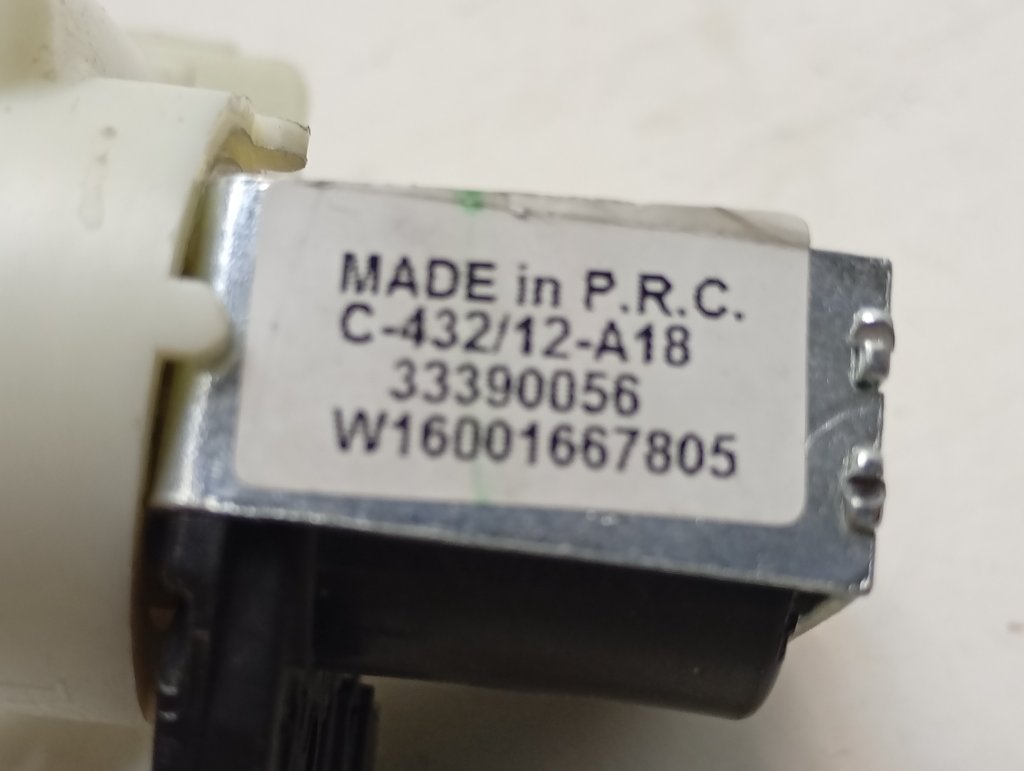 MADE in P.R.C.
C-432/12-A18
33390056
W16001667805